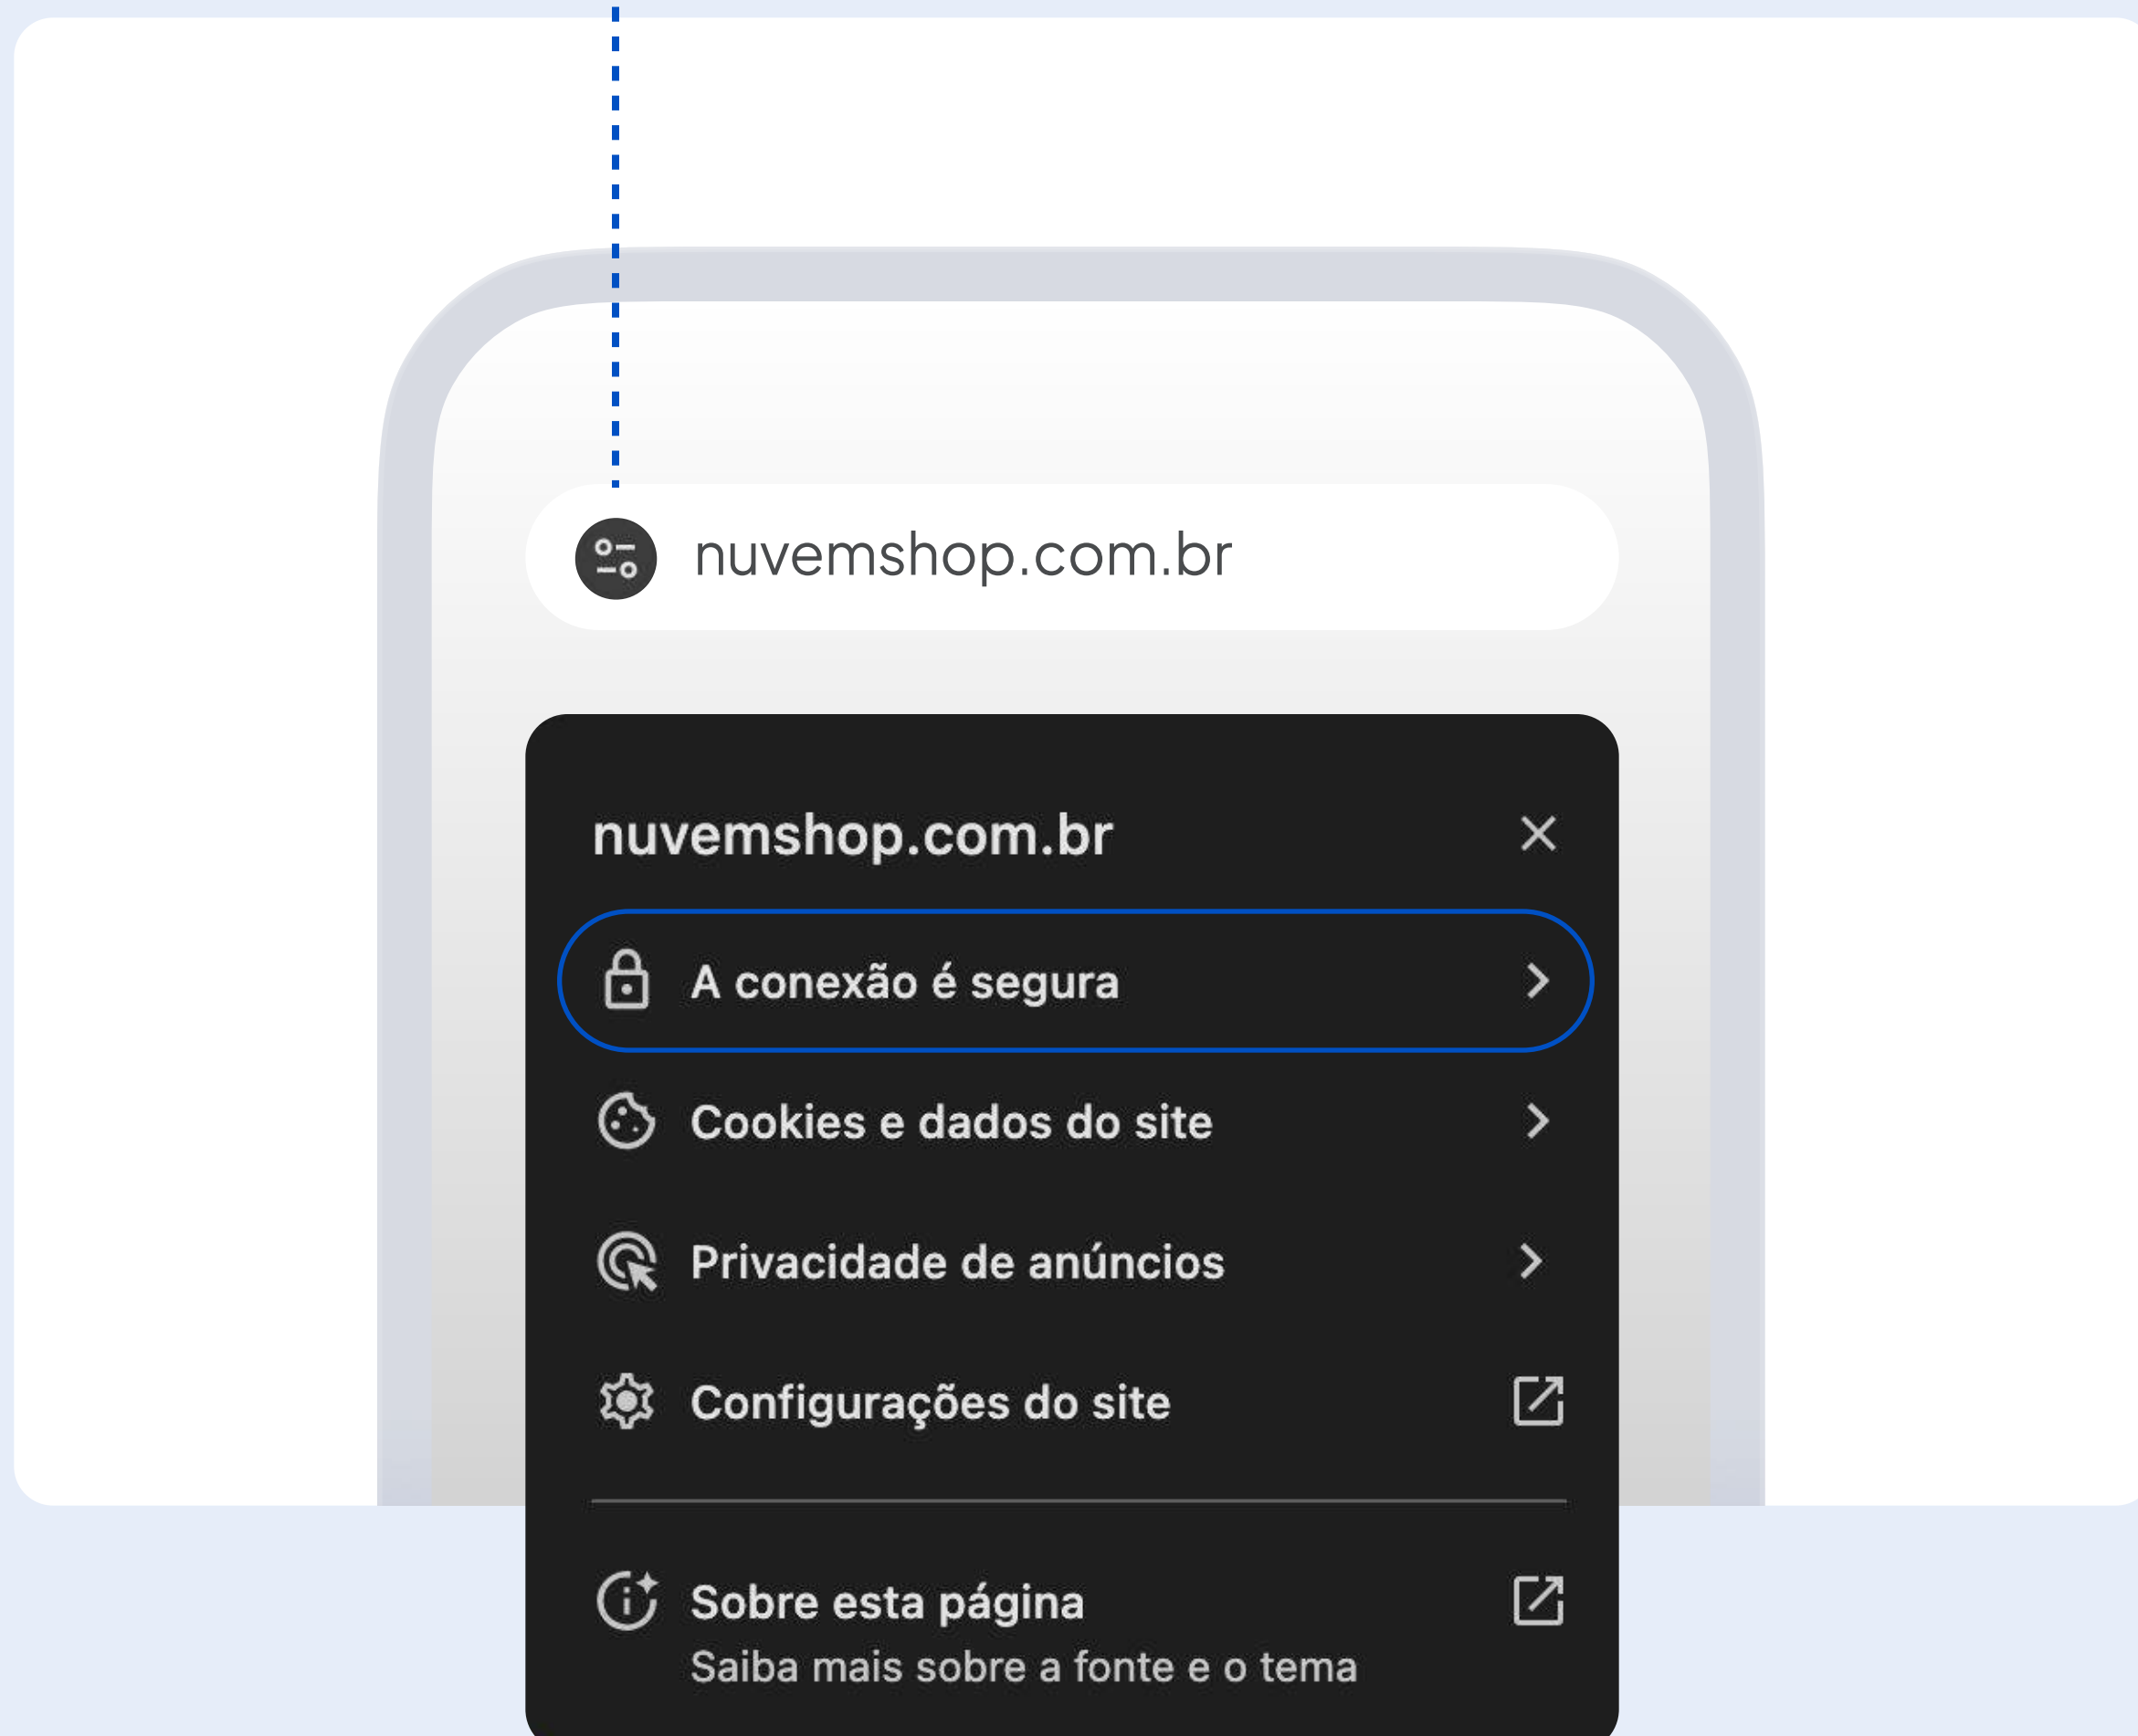 nuvemshop.com.br
nuvemshop.com.br
A conexão é segura
Cookies e dados do site
Privacidade de anúncios
Configurações do site
Sobre esta página
Saiba mais sobre a fonte e o tema